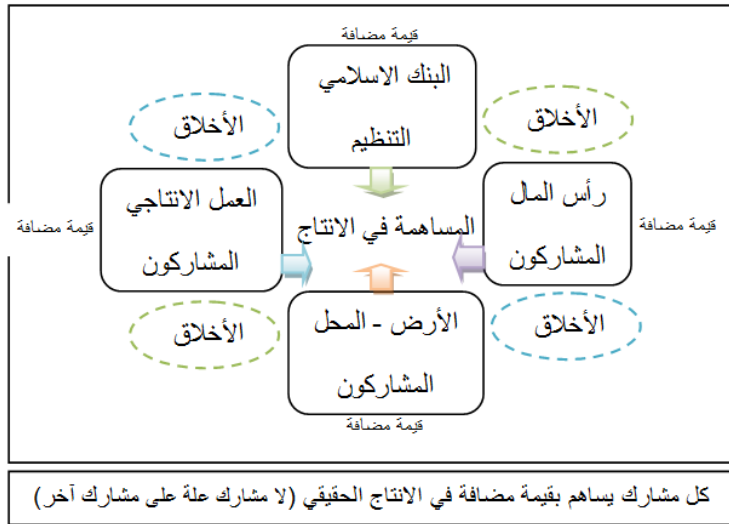 قيمة مضافة
البنك الاسلامي
التنظيم
الأخلاق
الأخلاق
رأس المال
المشاركون
قيمة مضافة
المساهمة في الانتاج
العمل الانتاجي
المشاركون
قيمة مضافة
الأخلاق
الأخلاق
الأرض - المحل
المشاركون
قيمة مضافة
كل مشارك يساهم بقيمة مضافة في الانتاج الحقيقي (لا مشارك علة على مشارك آخر)